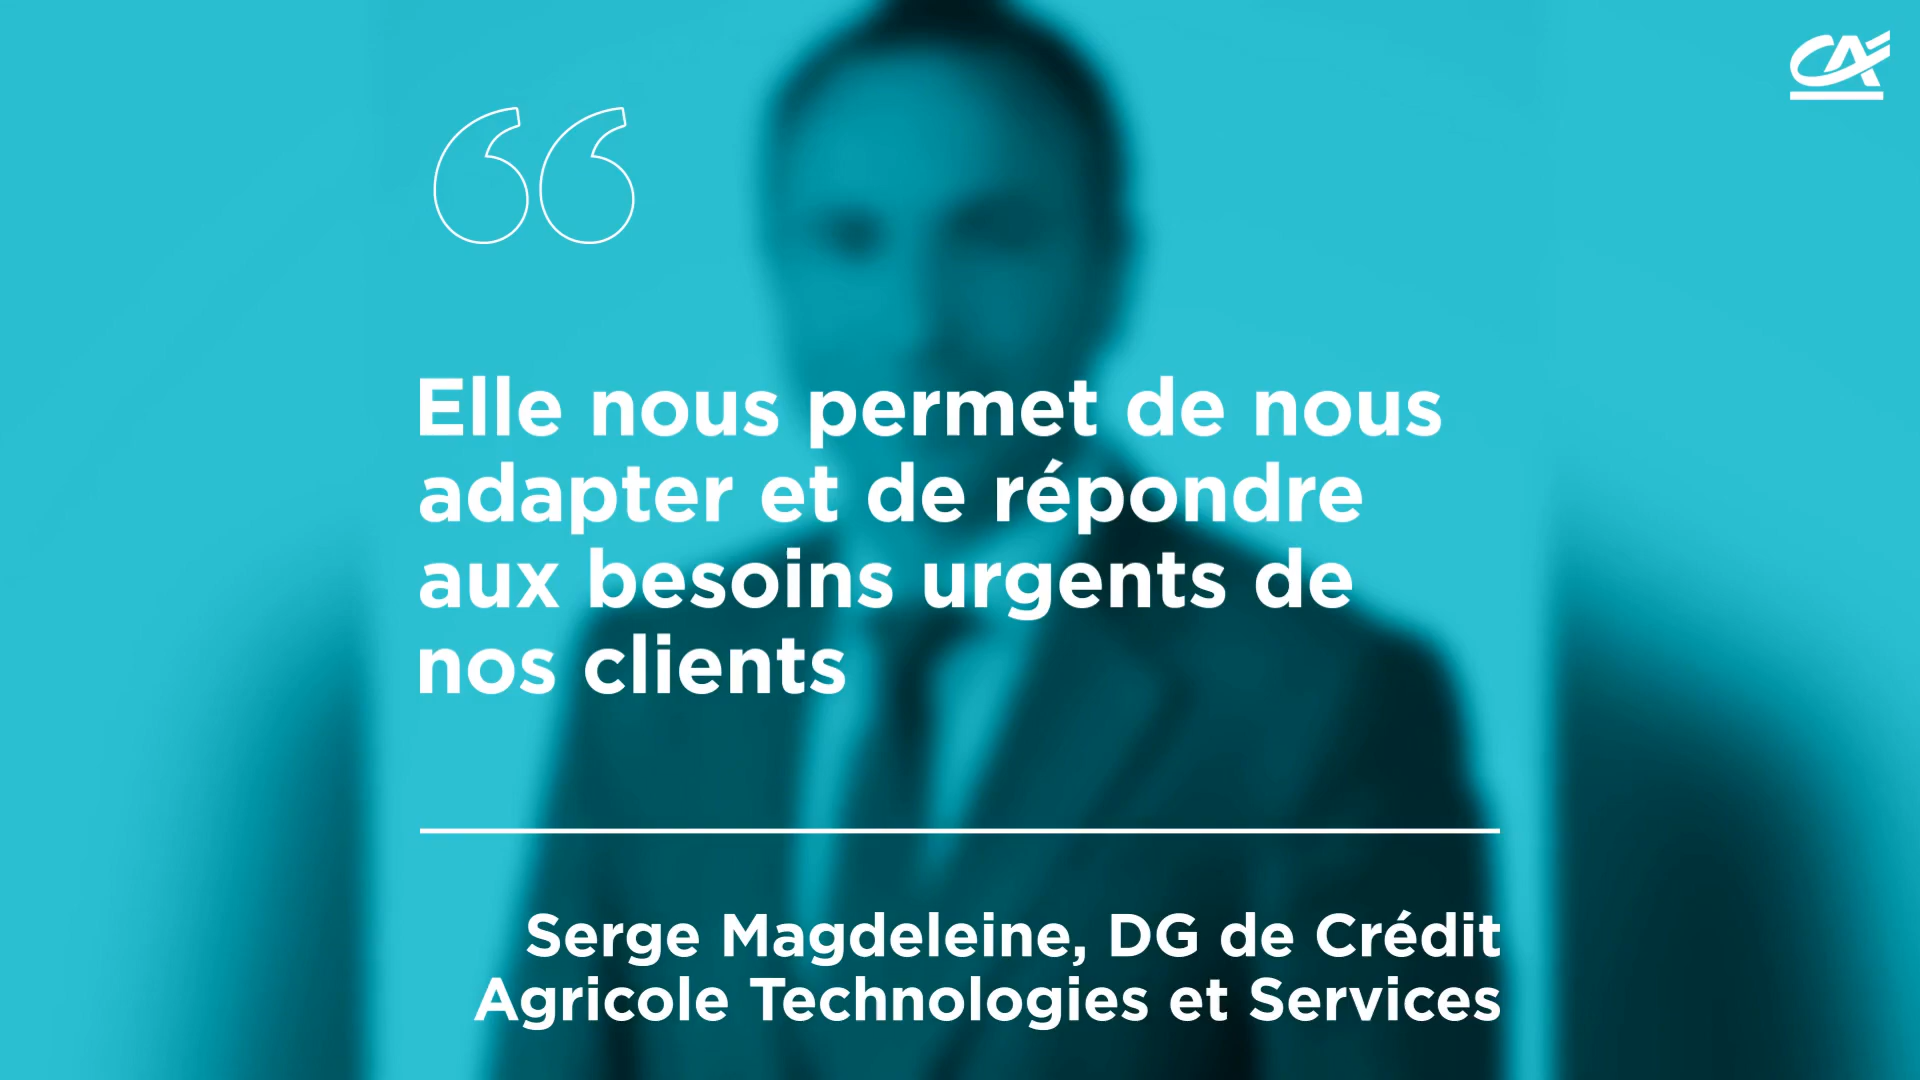 CA
“
Elle nous permet de nous
adapter et de répondre
aux besoins urgents de
nos clients
Serge Magdeleine, DG de Crédit
Agricole Technologies et Services